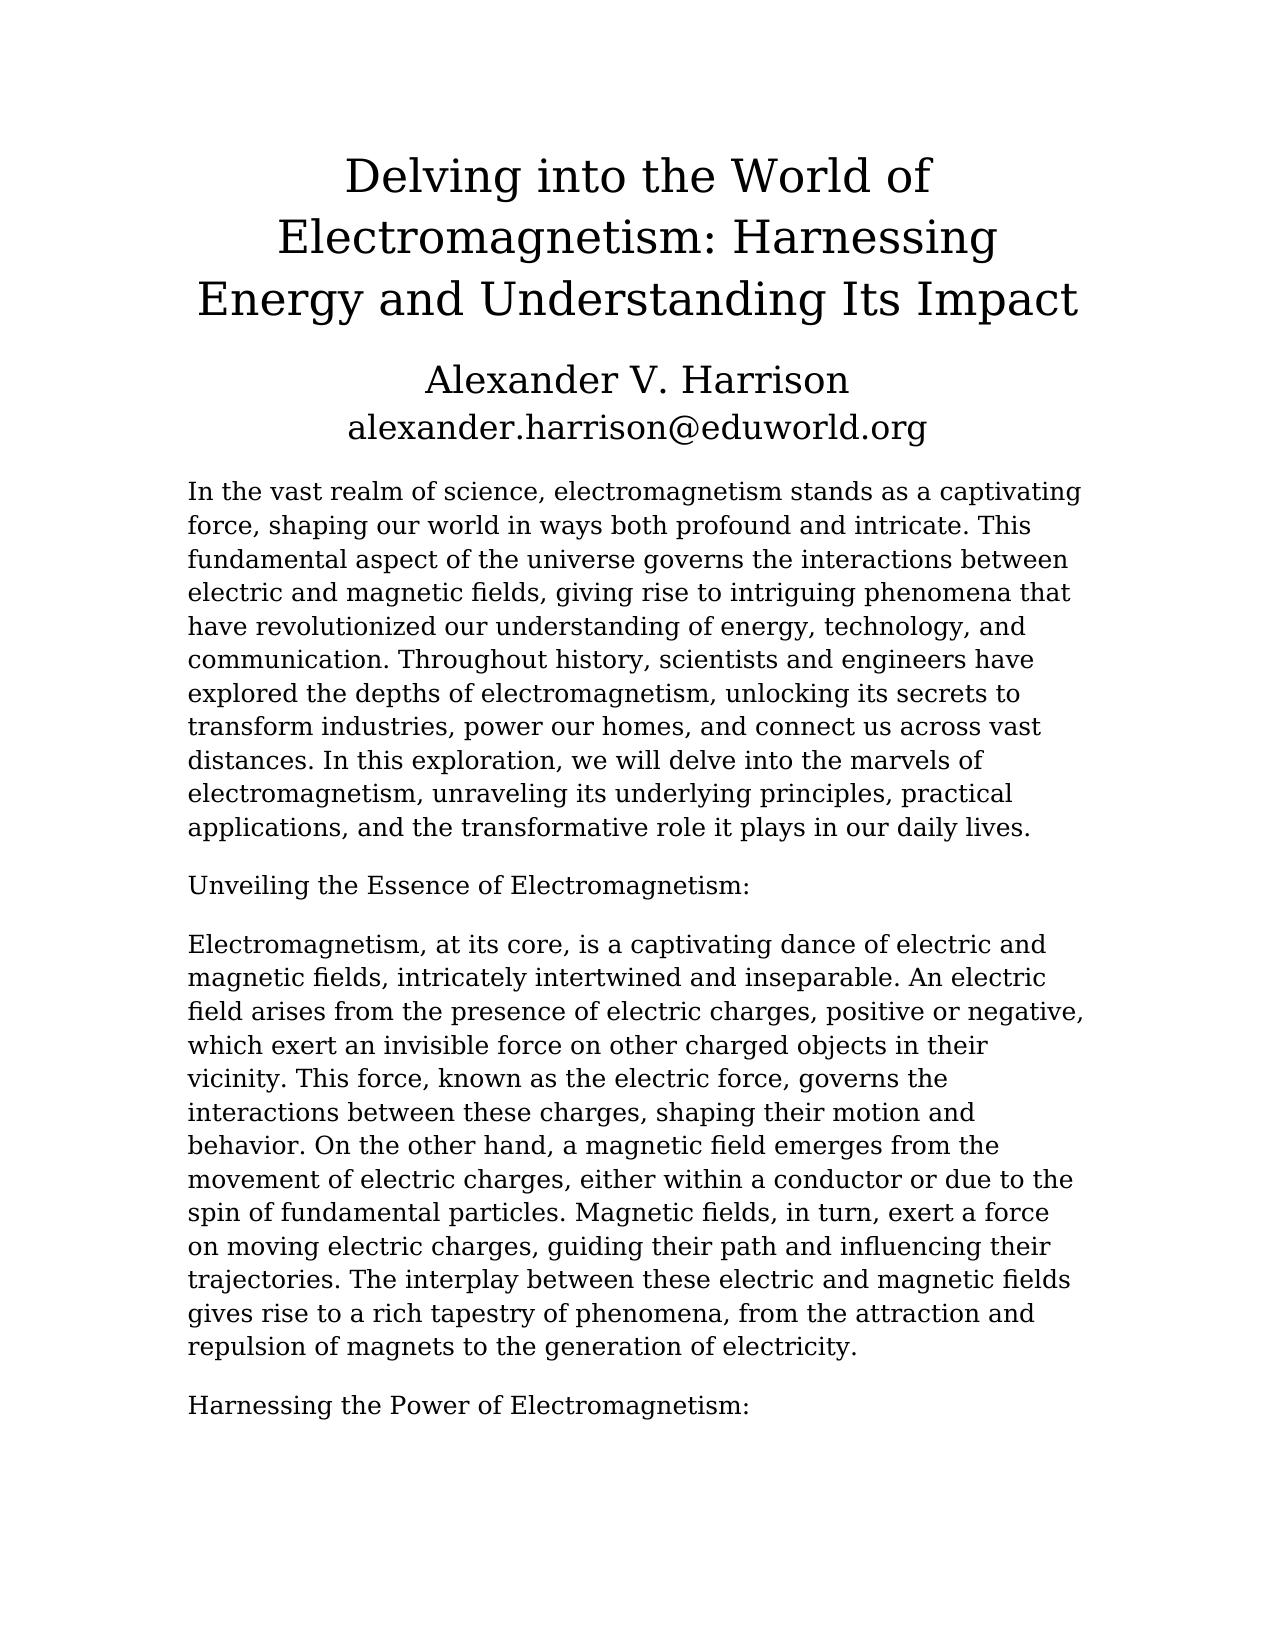 Delving into the World of
Electromagnetism: Harnessing
Energy and Understanding Its Impact
Alexander V. Harrison
alexander.harrison@eduworld.org
In the vast realm of science, electromagnetism stands as a captivating
force, shaping our world in ways both profound and intricate. This
fundamental aspect of the universe governs the interactions between
electric and magnetic fields, giving rise to intriguing phenomena that
have revolutionized our understanding of energy, technology, and
communication. Throughout history, scientists and engineers have
explored the depths of electromagnetism, unlocking its secrets to
transform industries, power our homes, and connect us across vast
distances. In this exploration, we will delve into the marvels of
electromagnetism, unraveling its underlying principles, practical
applications, and the transformative role it plays in our daily lives.
Unveiling the Essence of Electromagnetism:
Electromagnetism, at its core, is a captivating dance of electric and
magnetic fields, intricately intertwined and inseparable. An electric
field arises from the presence of electric charges, positive or negative,
which exert an invisible force on other charged objects in their
vicinity. This force, known as the electric force, governs the
interactions between these charges, shaping their motion and
behavior. On the other hand, a magnetic field emerges from the
movement of electric charges, either within a conductor or due to the
spin of fundamental particles. Magnetic fields, in turn, exert a force
on moving electric charges, guiding their path and influencing their
trajectories. The interplay between these electric and magnetic fields
gives rise to a rich tapestry of phenomena, from the attraction and
repulsion of magnets to the generation of electricity.
Harnessing the Power of Electromagnetism: